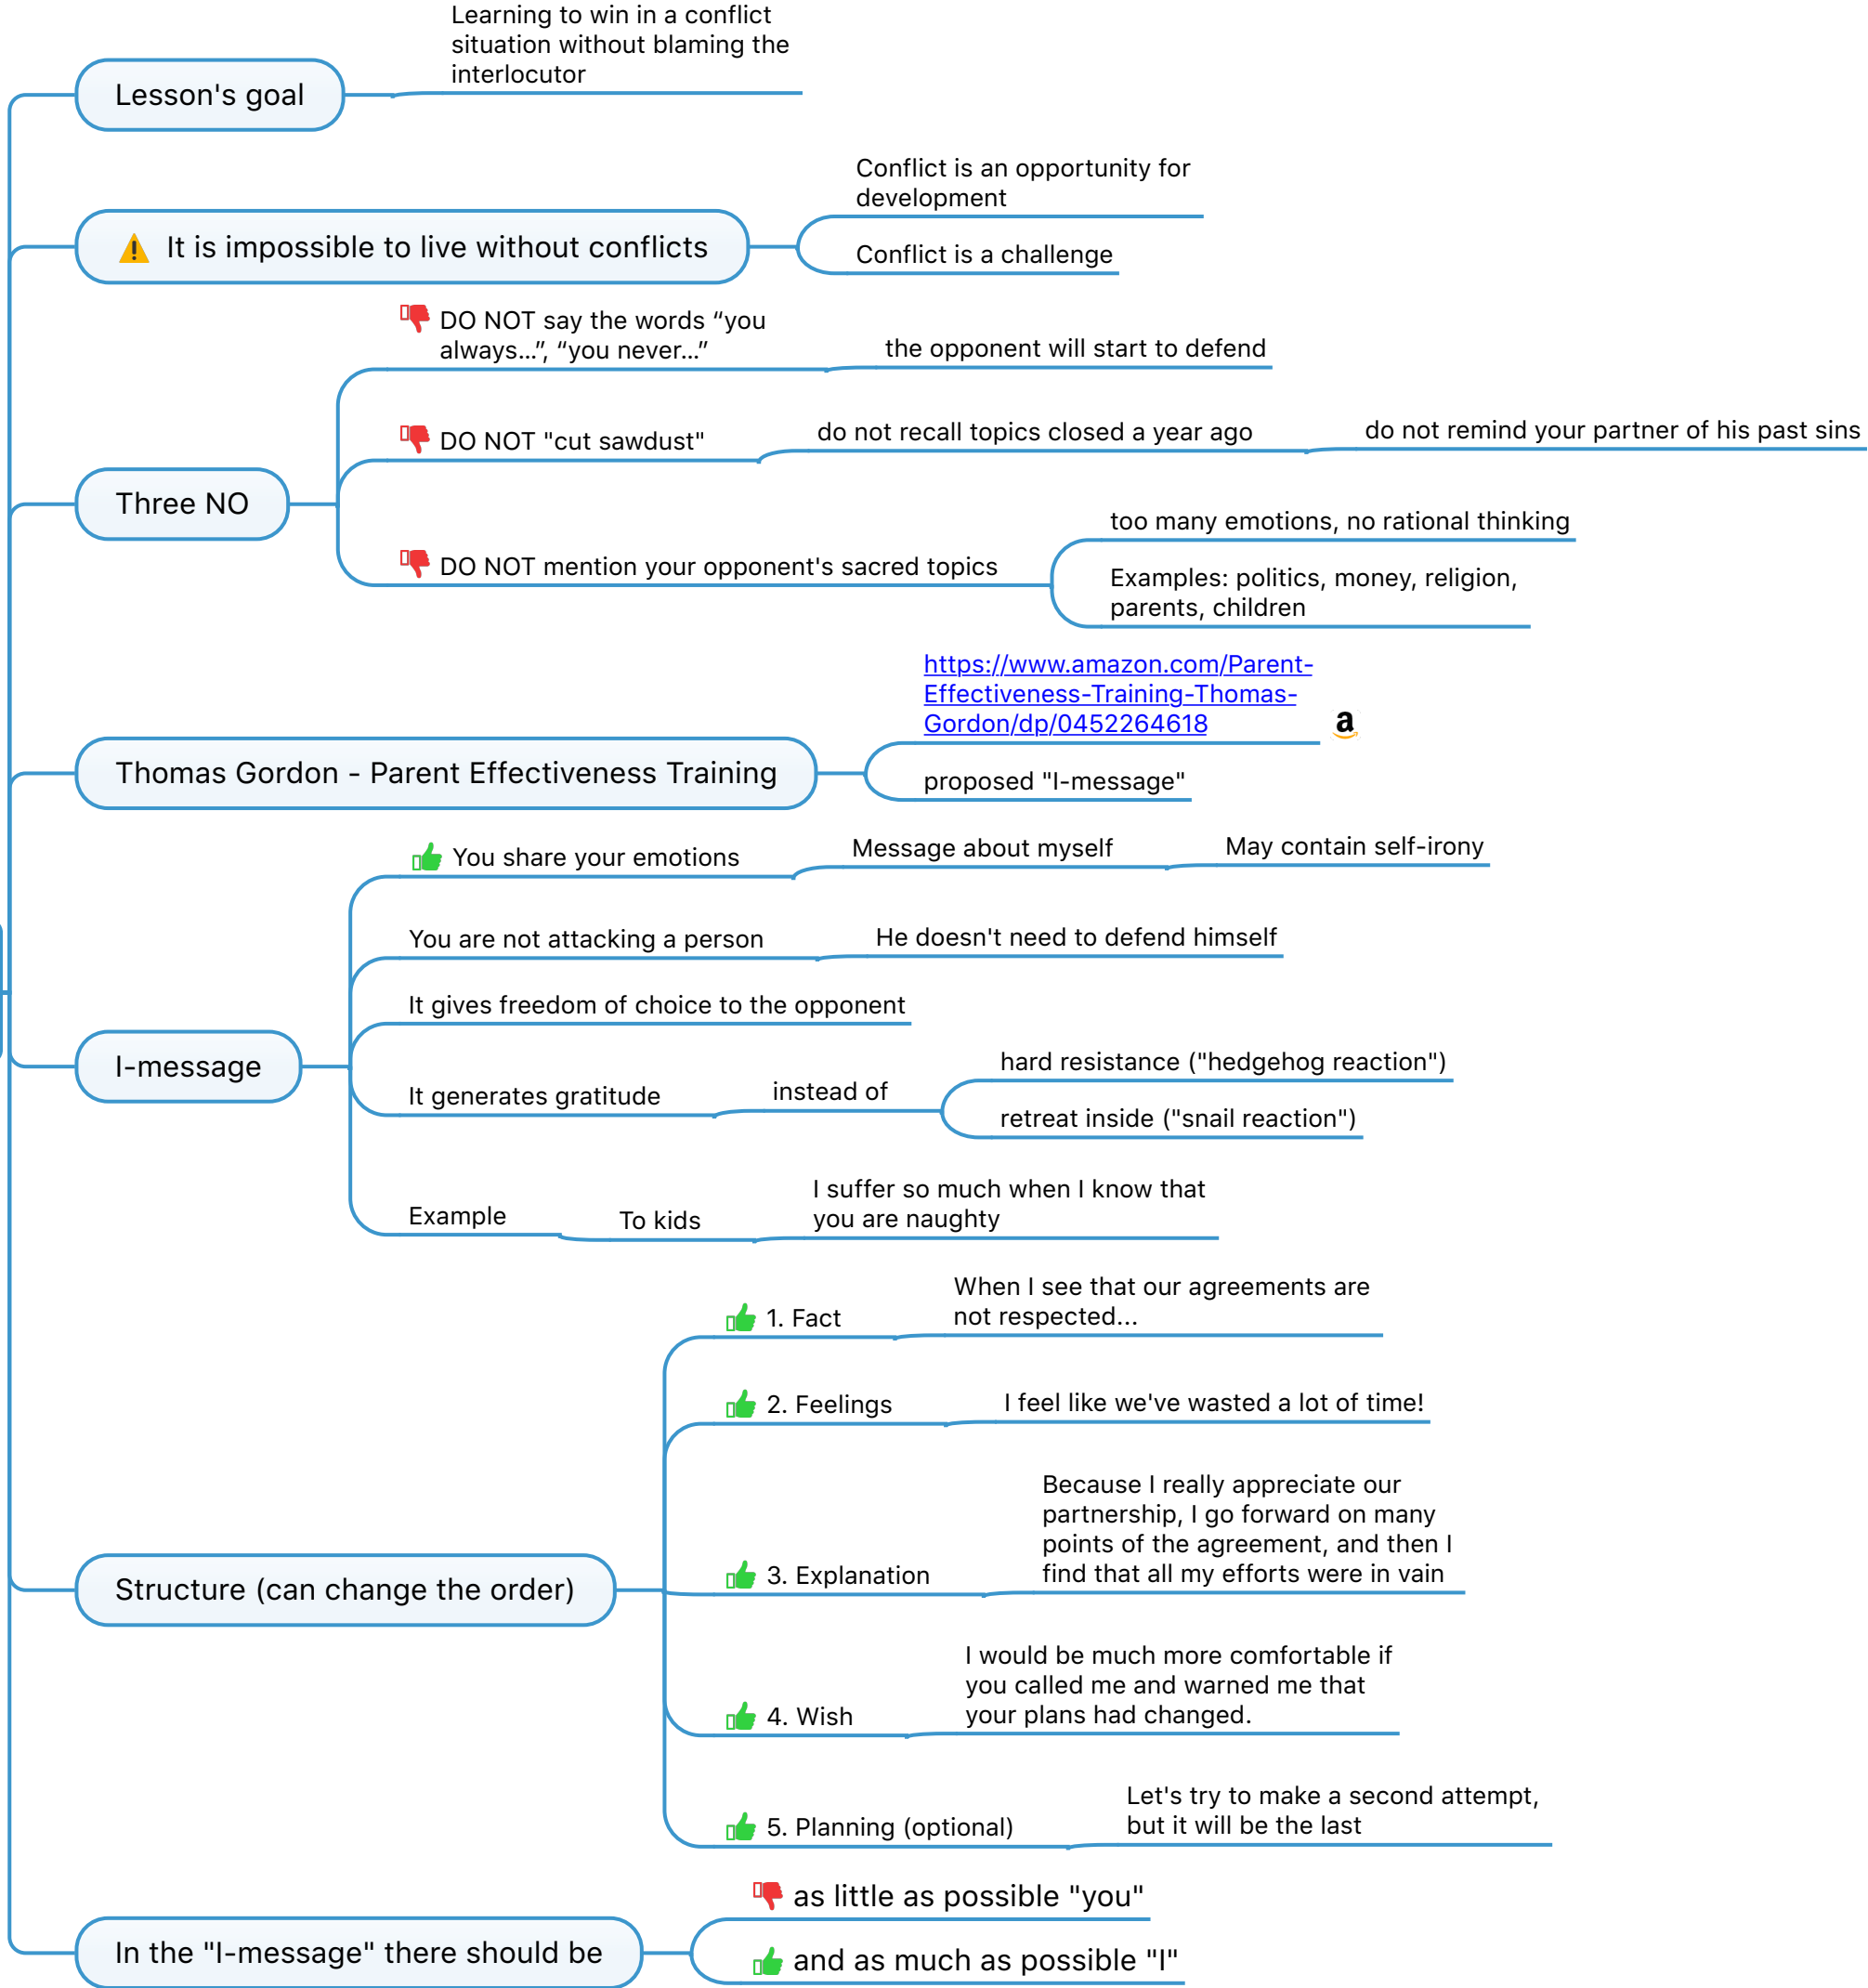 Learning to win in a conflict
situation without blaming the
interlocutor
Lesson's goal
Conflict is an opportunity for
development
It is impossible to live without conflicts
Conflict is a challenge
DO NOT say the words “you
always...”, “you never...”
the opponent will start to defend
DO NOT "cut sawdust"
do not recall topics closed a year ago
do not remind your partner of his past sins
Three NO
too many emotions, no rational thinking
DO NOT mention your opponent's sacred topics
Examples: politics, money, religion,
parents, children
https://www.amazon.com/Parent-
Effectiveness-Training-Thomas-
Gordon/dp/0452264618
a
Thomas Gordon - Parent Effectiveness Training
proposed "I-message"
You share your emotions
Message about myself
May contain self-irony
You are not attacking a person
He doesn't need to defend himself
It gives freedom of choice to the opponent
I-message
hard resistance ("hedgehog reaction")
It generates gratitude
instead of
retreat inside ("snail reaction")
Example
To kids
I suffer so much when I know that
you are naughty
1. Fact
When I see that our agreements are
not respected...
2. Feelings
I feel like we've wasted a lot of time!
Structure (can change the order)
3. Explanation
Because I really appreciate our
partnership, I go forward on many
points of the agreement, and then I
find that all my efforts were in vain
4. Wish
I would be much more comfortable if
you called me and warned me that
your plans had changed.
5. Planning (optional)
Let's try to make a second attempt,
but it will be the last
In the "I-message" there should be
as little as possible "you"
and as much as possible "I"